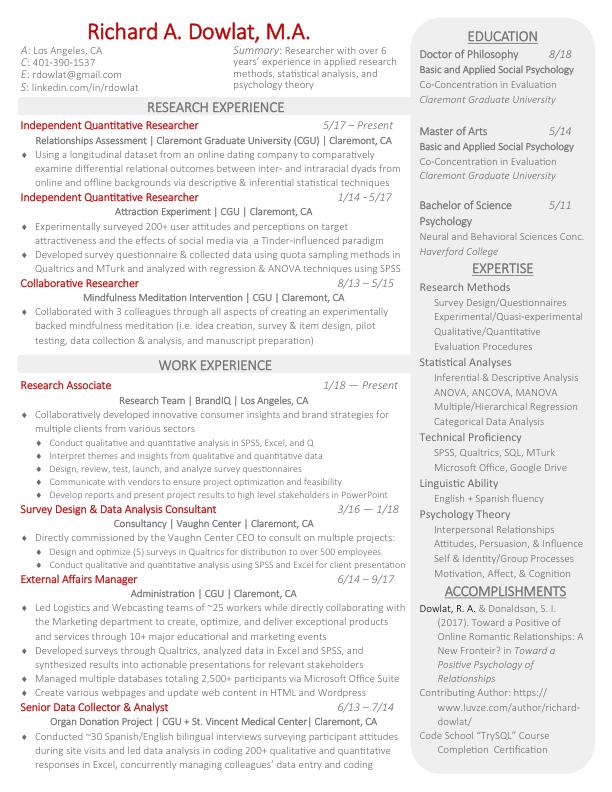 Richard A. Dowlat, M.A.
A: Los Angeles, CA
C: 401-390-1537
E: rdowlat@gmail.com
S: linkedin.com/in/rdowlat
Summary: Researcher with over 6
years' experience in applied research
methods, statistical analysis, and
psychology theory
RESEARCH EXPERIENCE
Independent Quantitative Researcher 5/17 – Present
Relationships Assessment | Claremont Graduate University (CGU) | Claremont, CA
♦ Using a longitudinal dataset from an online dating company to comparatively
examine differential relational outcomes between inter- and intraracial dyads from
online and offline backgrounds via descriptive & inferential statistical techniques
Independent Quantitative Researcher 1/14 - 5/17
Attraction Experiment | CGU | Claremont, CA
♦ Experimentally surveyed 200+ user attitudes and perceptions on target
attractiveness and the effects of social media via a Tinder-influenced paradigm
♦ Developed survey questionnaire & collected data using quota sampling methods in
Qualtrics and MTurk and analyzed with regression & ANOVA techniques using SPSS
Collaborative Researcher 8/13 – 5/15
Mindfulness Meditation Intervention | CGU | Claremont, CA
♦ Collaborated with 3 colleagues through all aspects of creating an experimentally
backed mindfulness meditation (i.e. idea creation, survey & item design, pilot
testing, data collection & analysis, and manuscript preparation)
WORK EXPERIENCE
Research Associate 1/18 — Present
Research Team | BrandIQ | Los Angeles, CA
♦ Collaboratively developed innovative consumer insights and brand strategies for
multiple clients from various sectors
♦ Conduct qualitative and quantitative analysis in SPSS, Excel, and Q
♦ Interpret themes and insights from qualitative and quantitative data
♦ Design, review, test, launch, and analyze survey questionnaires
♦ Communicate with vendors to ensure project optimization and feasibility
♦ Develop reports and present project results to high level stakeholders in PowerPoint
Survey Design & Data Analysis Consultant 3/16 — 1/18
Consultancy | Vaughn Center | Claremont, CA
♦ Directly commissioned by the Vaughn Center CEO to consult on multiple projects:
♦ Design and optimize (5) surveys in Qualtrics for distribution to over 500 employees
♦ Conduct qualitative and quantitative analysis using SPSS and Excel for client presentation
External Affairs Manager 6/14 – 9/17
Administration | CGU | Claremont, CA
♦ Led Logistics and Webcasting teams of ~25 workers while directly collaborating with
the Marketing department to create, optimize, and deliver exceptional products
and services through 10+ major educational and marketing events
♦ Developed surveys through Qualtrics, analyzed data in Excel and SPSS, and
synthesized results into actionable presentations for relevant stakeholders
♦ Managed multiple databases totaling 2,500+ participants via Microsoft Office Suite
♦ Create various webpages and update web content in HTML and Wordpress
Senior Data Collector & Analyst 6/13 – 7/14
Organ Donation Project | CGU + St. Vincent Medical Center| Claremont, CA
♦ Conducted ~30 Spanish/English bilingual interviews surveying participant attitudes
during site visits and led data analysis in coding 200+ qualitative and quantitative
responses in Excel, concurrently managing colleagues' data entry and coding
EDUCATION
Doctor of Philosophy 8/18
Basic and Applied Social Psychology
Co-Concentration in Evaluation
Claremont Graduate University
Master of Arts 5/14
Basic and Applied Social Psychology
Co-Concentration in Evaluation
Claremont Graduate University
Bachelor of Science 5/11
Psychology
Neural and Behavioral Sciences Conc.
Haverford College
EXPERTISE
Research Methods
Survey Design/Questionnaires
Experimental/Quasi-experimental
Qualitative/Quantitative
Evaluation Procedures
Statistical Analyses
Inferential & Descriptive Analysis
ANOVA, ANCOVA, MANOVA
Multiple/Hierarchical Regression
Categorical Data Analysis
Technical Proficiency
SPSS, Qualtrics, SQL, MTurk
Microsoft Office, Google Drive
Linguistic Ability
English + Spanish fluency
Psychology Theory
Interpersonal Relationships
Attitudes, Persuasion, & Influence
Self & Identity/Group Processes
Motivation, Affect, & Cognition
ACCOMPLISHMENTS
Dowlat, R. A. & Donaldson, S. I.
(2017). Toward a Positive of
Online Romantic Relationships: A
New Fronteir? in Toward a
Positive Psychology of
Relationships
Contributing Author: https://
www.luvze.com/author/richard-
dowlat/
Code School "TrySQL" Course
Completion Certification